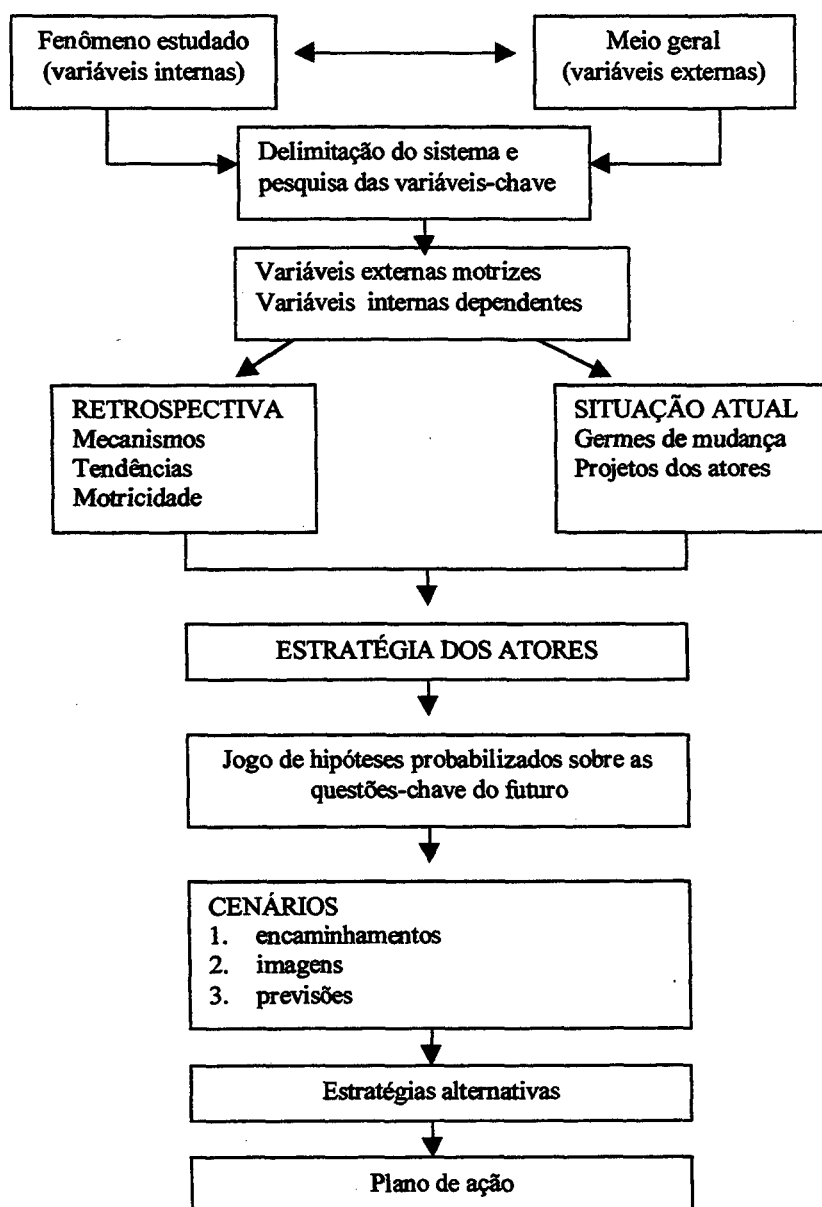 Fenômeno estudado
(variáveis internas)
Meio geral
(variáveis externas)
Delimitação do sistema e
pesquisa das variáveis-chave
Variáveis externas motrizes
Variáveis internas dependentes
RETROSPECTIVA
Mecanismos
Tendências
Motricidade
SITUAÇÃO ATUAL
Germes de mudança
Projetos dos atores
ESTRATÉGIA DOS ATORES
Jogo de hipóteses probabilizados sobre as
questões-chave do futuro
CENÁRIOS
1. encaminhamentos
2. imagens
3. previsões
Estratégias alternativas
Plano de ação